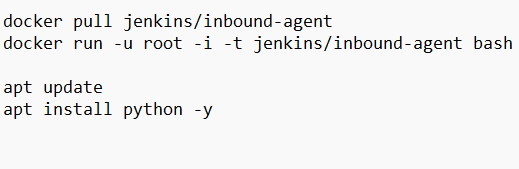 docker pull jenkins/inbound-agent
docker run -u root -i -t jenkins/inbound-agent bash
apt update
apt install python -y